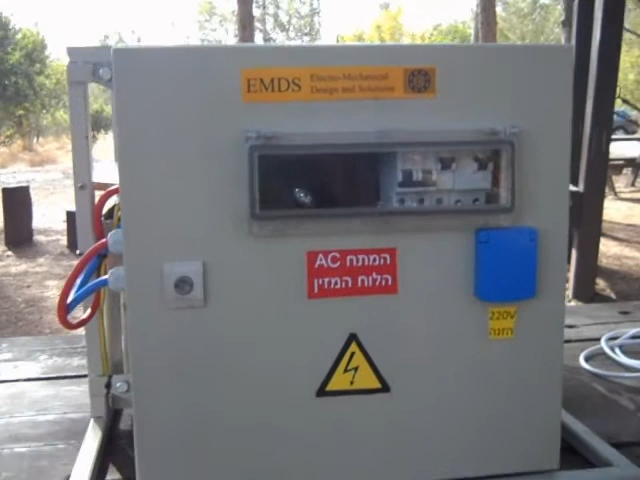 EMDS
Electro-Mechanical
Design and Solutions
המתח AC
הלוח המזין
220V
הזנה